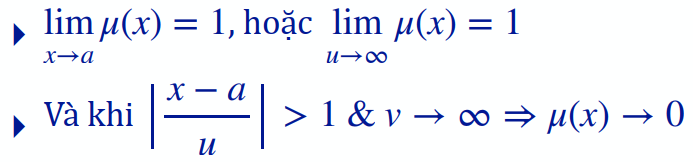 ▶ lim_{x→a} μ(x) = 1, hoặc lim_{u→∞} μ(x) = 1
▶ Và khi |(x − a)/u| > 1 & v → ∞ ⇒ μ(x) → 0